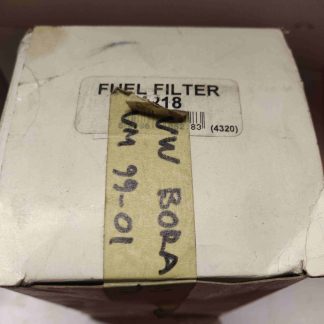 FUEL FILTER
218
83 (4320)
VW BORA
99-01